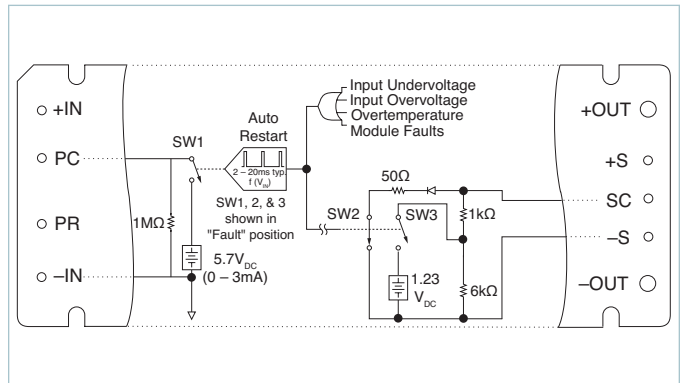 +IN
PC
PR
–IN
SW1
1MΩ
5.7V_DC
(0 – 3mA)
Auto
Restart
2 – 20ms typ.
f (V_IN)
SW1, 2, & 3
shown in
"Fault" position
Input Undervoltage
Input Overvoltage
Overtemperature
Module Faults
50Ω
SW2
SW3
1kΩ
1.23
V_DC
6kΩ
+OUT
+S
SC
–S
–OUT